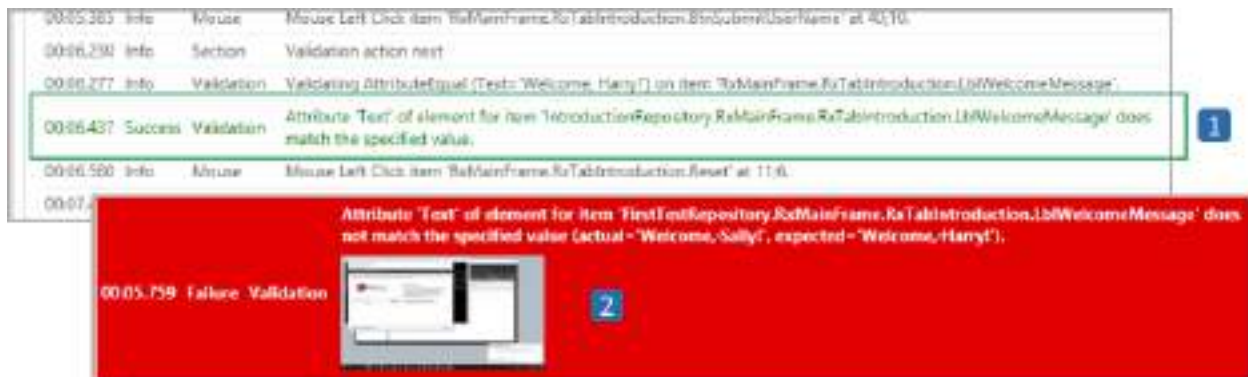 00:05.383 Info Mouse Mouse Left Click item 'RxMainFrame.RxTabIntroduction.BtnSubmitUserName' at 40;10.
00:06.230 Info Section Validation action nest
00:06.277 Info Validation Validating AttributeEqual (Text='Welcome, Harry!') on item 'RxMainFrame.RxTabIntroduction.LblWelcomeMessage'.
Attribute 'Text' of element for item 'IntroductionRepository.RxMainFrame.RxTabIntroduction.LblWelcomeMessage' does
00:06.437 Success Validation
match the specified value.
1
00:06.580 Info Mouse Mouse Left Click item 'RxMainFrame.RxTabIntroduction.Reset' at 11;6.
00:07.
Attribute 'Text' of element for item 'FirstTestRepository.RxMainFrame.RxTabIntroduction.LblWelcomeMessage' does
not match the specified value (actual='Welcome, Sally!', expected='Welcome, Harry!').
00:05.759 Failure Validation
2